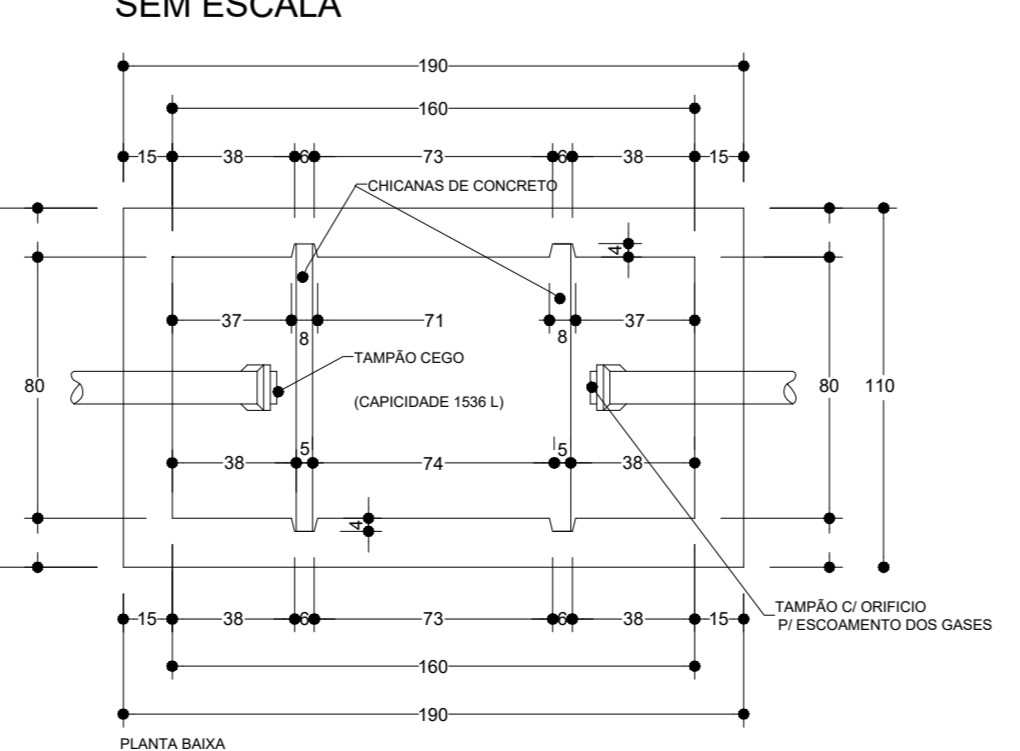 SEM ESCALA
190
160
15 38 6 73 6 38 15
CHICANAS DE CONCRETO
4
37 8 71 8 37
TAMPÃO CEGO
80 80 110
(CAPICIDADE 1536 L)
38 5 74 5 38
4
TAMPÃO C/ ORIFICIO
P/ ESCOAMENTO DOS GASES
15 38 6 73 6 38 15
160
190
PLANTA BAIXA